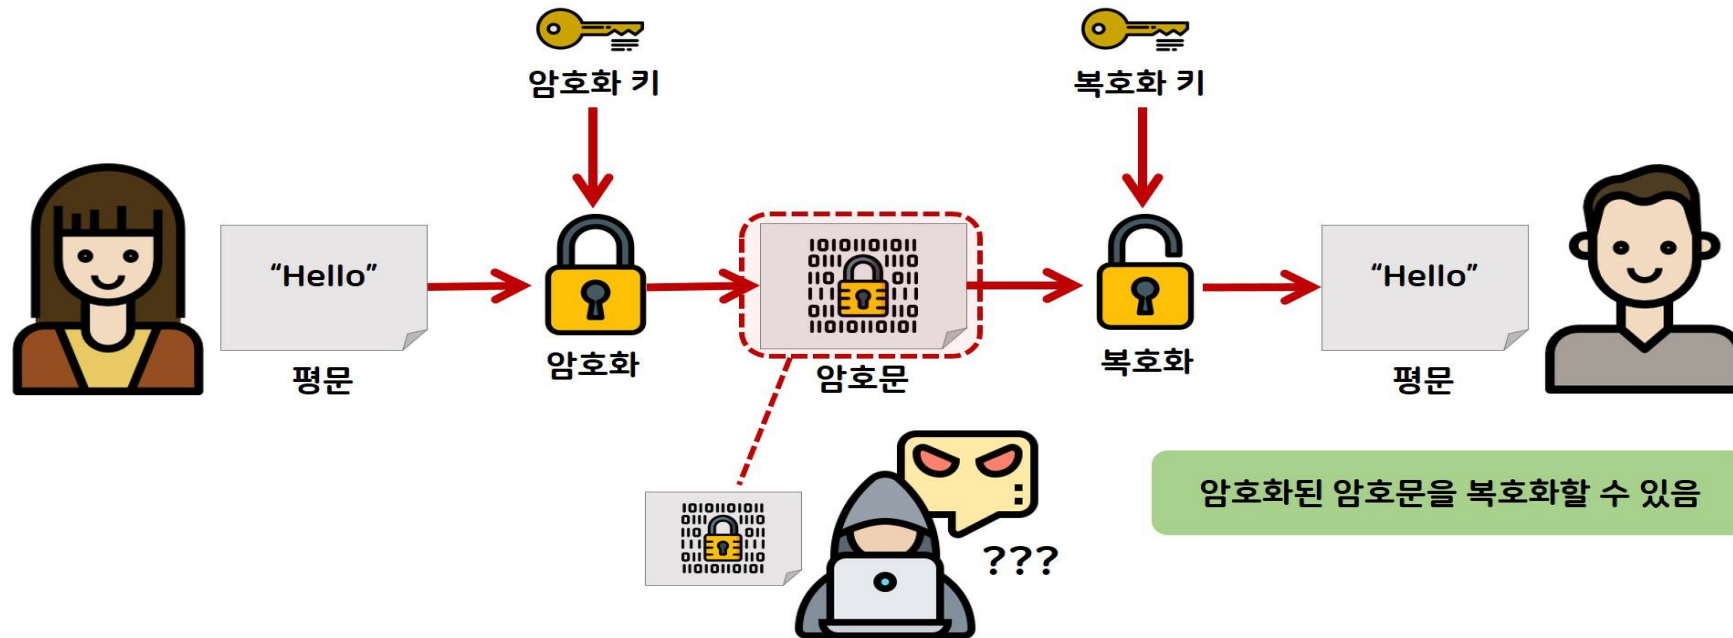 암호화 키
복호화 키
“Hello”
평문
암호화
암호문
복호화
“Hello”
평문
암호화된 암호문을 복호화할 수 있음
???